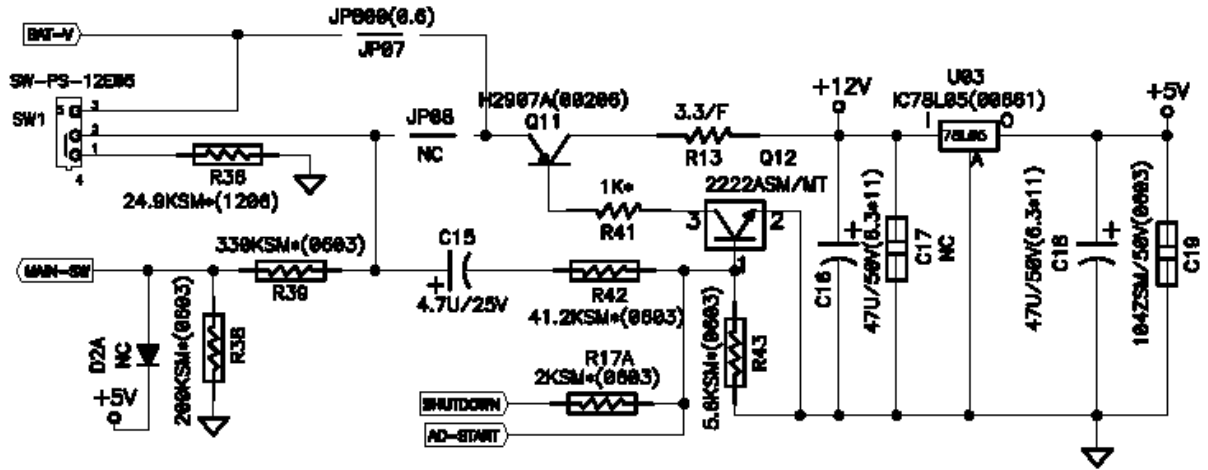 JP809(0.6)
BAT-V
JP07
SW-PS-12EW5
U03
+12V
IC78L05(00661)
+5V
H2907A(00206)
3
5
SW1
JP08
Q11
3.3/F
I
O
2
78L05
NC
R13
Q12
A
1
R36
2222ASM/MT
4
1K*
24.9KSM*(1206)
3
2
R41
330KSM*(0603)
C15
1
MAIN-SW
R39
+
4.7U/25V
R42
41.2KSM*(0603)
+
C16
47U/50V(6.3*11)
C17
NC
+
C18
47U/50V(6.3*11)
104ZSM/50V(0603)
C19
D2A
NC
200KSM*(0603)
R38
R17A
2KSM*(0603)
5.6KSM*(0603)
R43
+5V
SHUTDOWN
AD-START